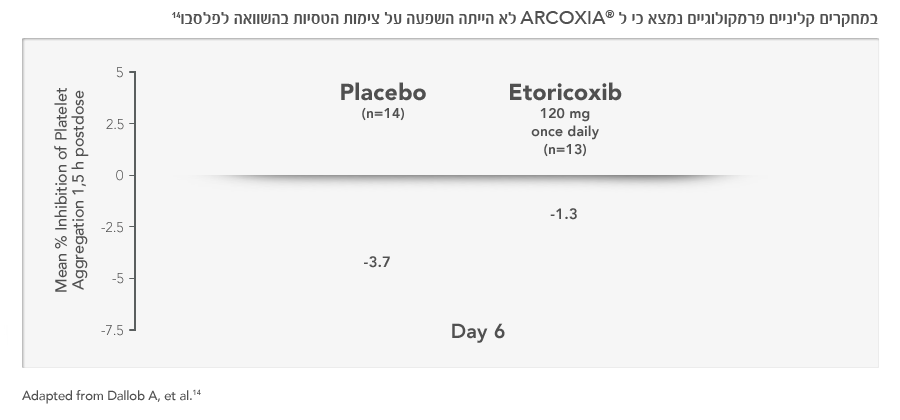 במחקרים קליניים פרמקולוגיים נמצא כי ל ®ARCOXIA לא הייתה השפעה על צימות הטסיות בהשוואה לפלסבו¹⁴
Mean % Inhibition of Platelet
Aggregation 1,5 h postdose
5
2.5
0
-2.5
-5
-7.5
Placebo
(n=14)
Etoricoxib
120 mg
once daily
(n=13)
-1.3
-3.7
Day 6
Adapted from Dallob A, et al.¹⁴